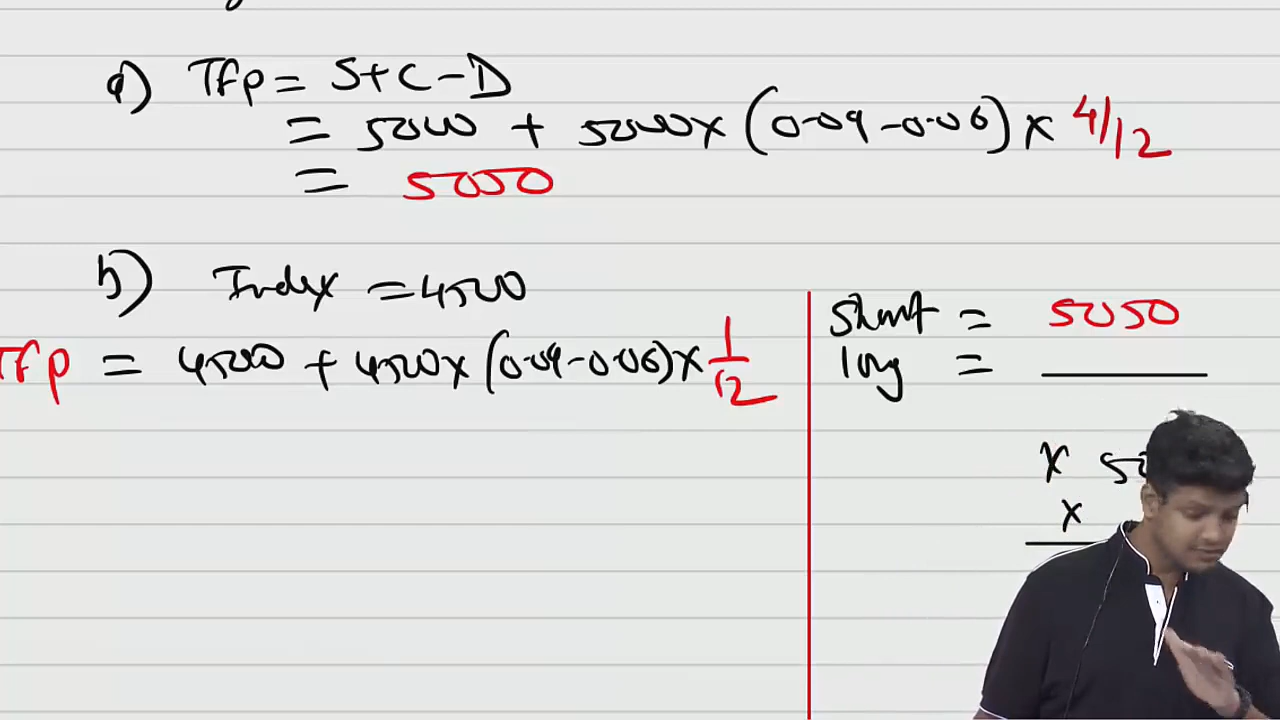 a) TFP = S+C-D
= 5000 + 5000x (0.09-0.06) x 4/12
= 5050
b) Index = 4500
TFP = 4500 + 4500x (0.09-0.06)x 1/12
Short = 5050
long =
x 50
x